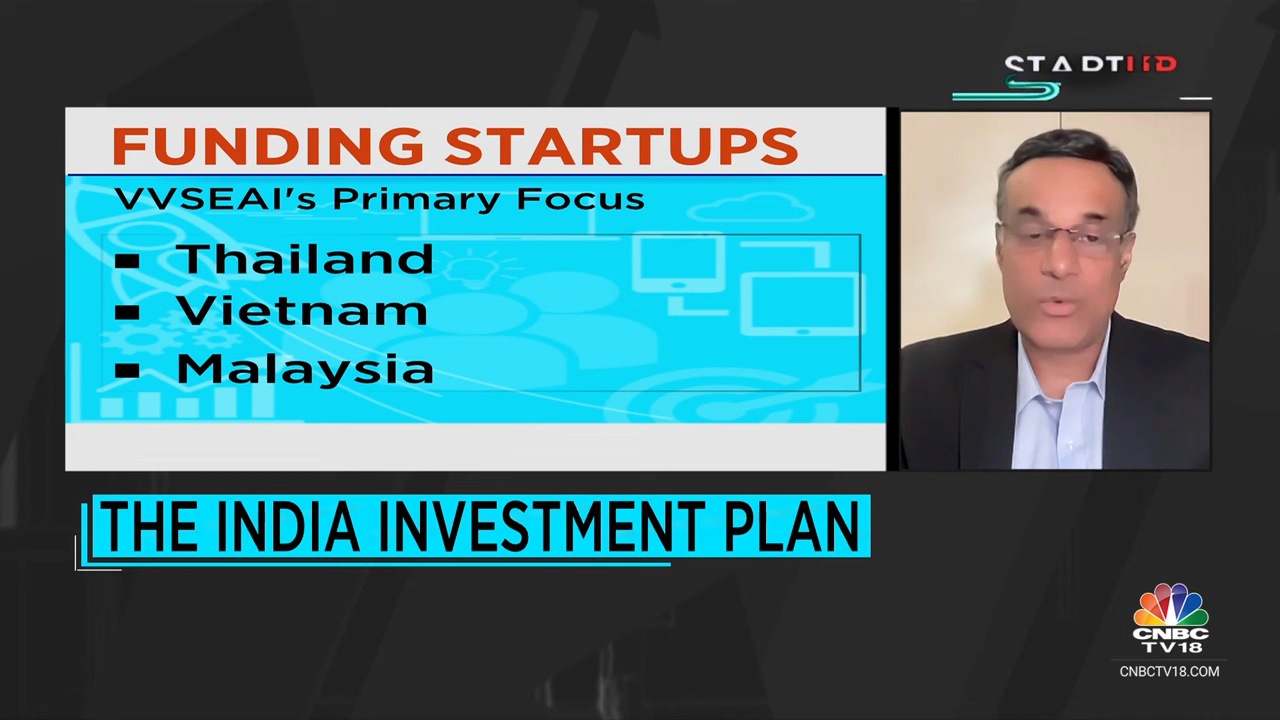 FUNDING STARTUPS
VVSEAI's Primary Focus
Thailand
Vietnam
Malaysia
THE INDIA INVESTMENT PLAN
CNBC
TV18
CNBCTV18.COM